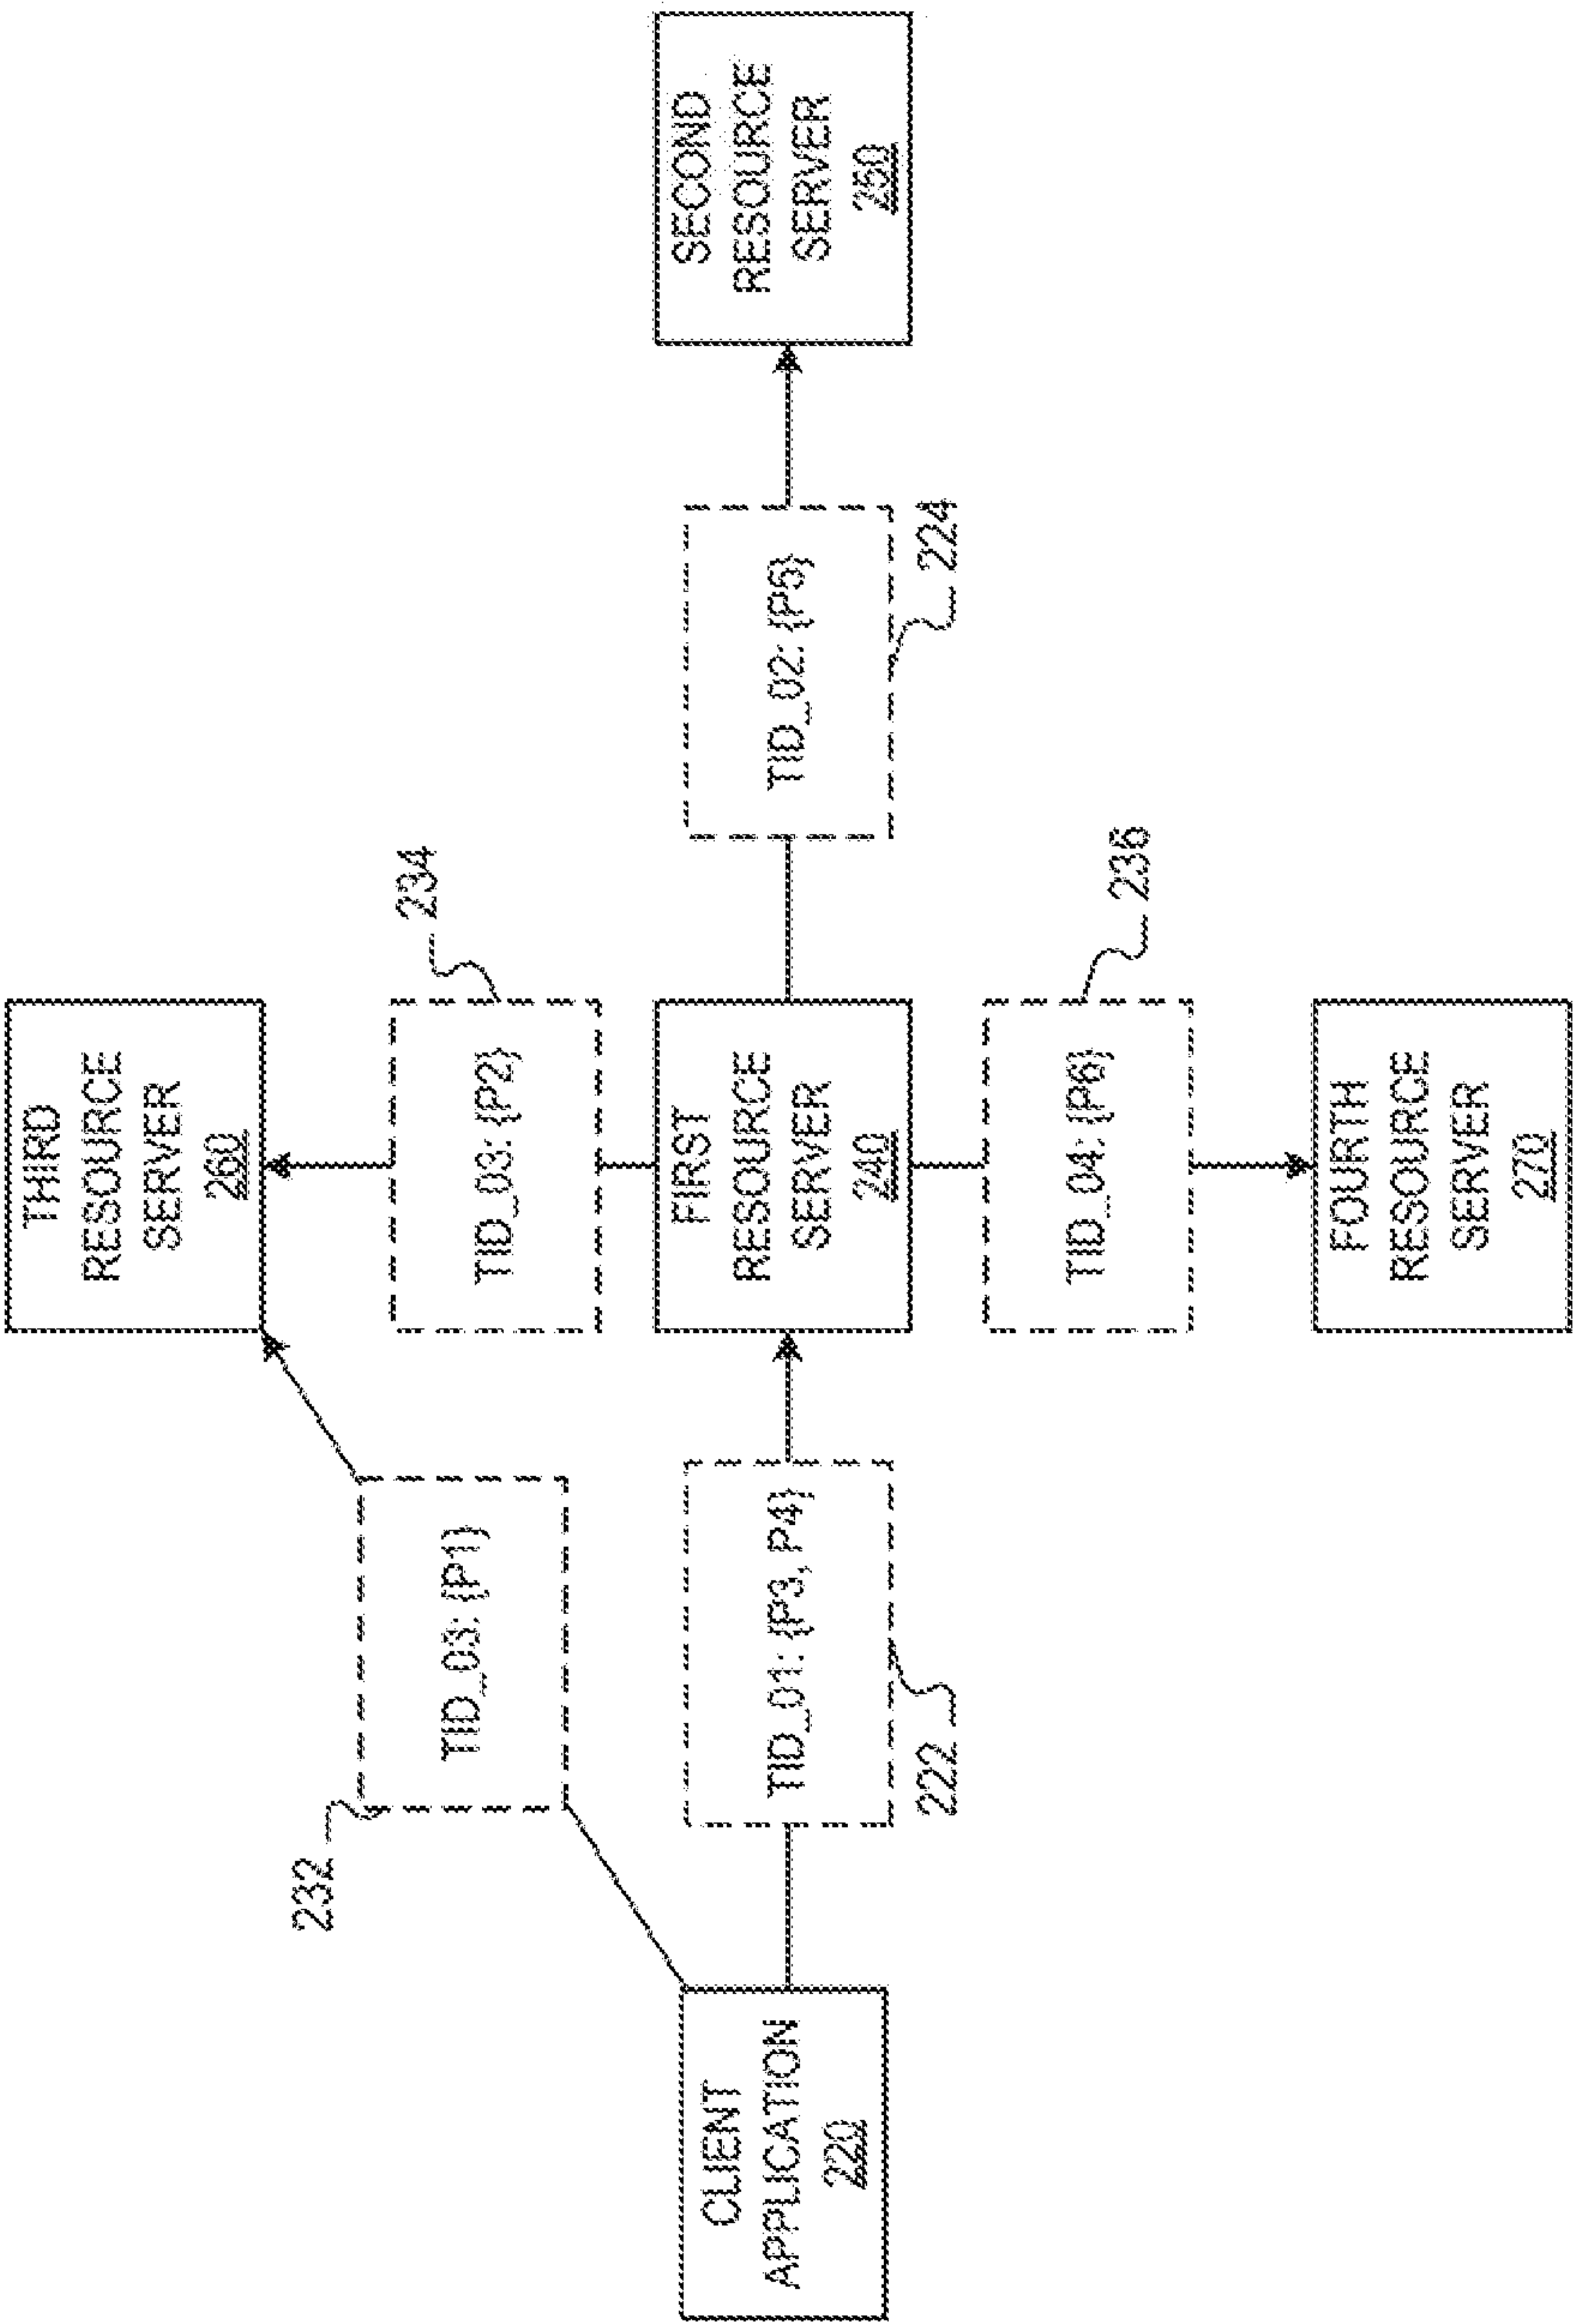 THIRD
RESOURCE
SERVER
260
232
234
TID_03: {P1}
TID_03: {P2}
CLIENT
APPLICATION
220
TID_01: {P3, P4}
222
FIRST
RESOURCE
SERVER
240
TID_02: {P5}
224
SECOND
RESOURCE
SERVER
250
TID_04: {P6}
236
FOURTH
RESOURCE
SERVER
270